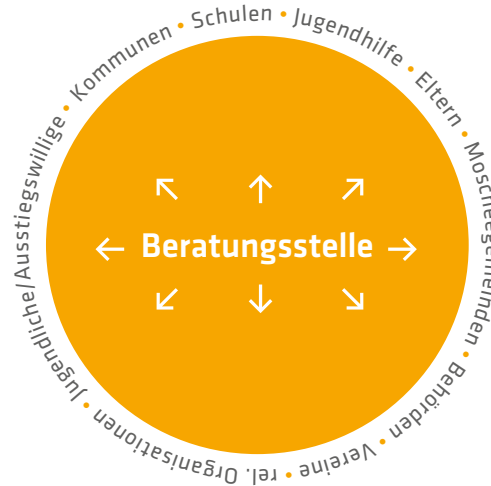 Kommunen • Schulen • Jugendhilfe • Eltern • Moscheegemeinden • Behörden • Vereine • rel. Organisationen • Jugendliche/Ausstiegswillige •
Beratungsstelle